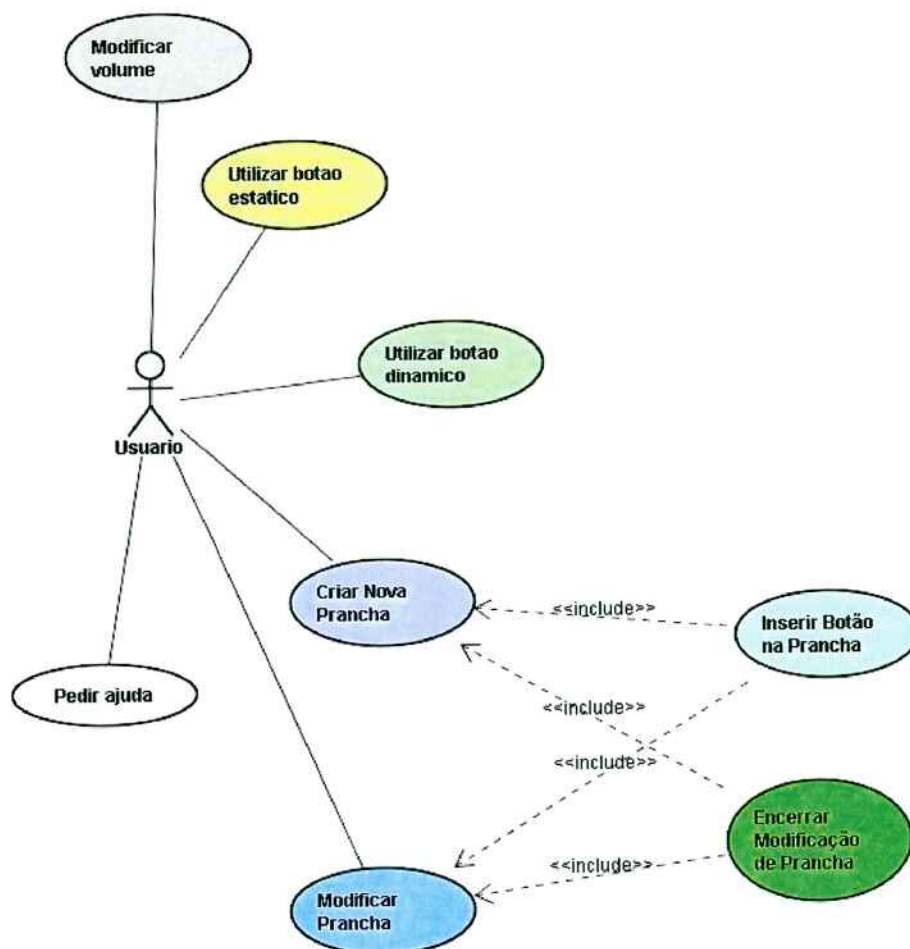 Modificar
volume
Utilizar botao
estatico
Utilizar botao
dinamico
Usuario
Criar Nova
Prancha
<<include>>
Inserir Botão
na Prancha
Pedir ajuda
<<include>>
<<include>>
Encerrar
Modificação
de Prancha
<<include>>
Modificar
Prancha